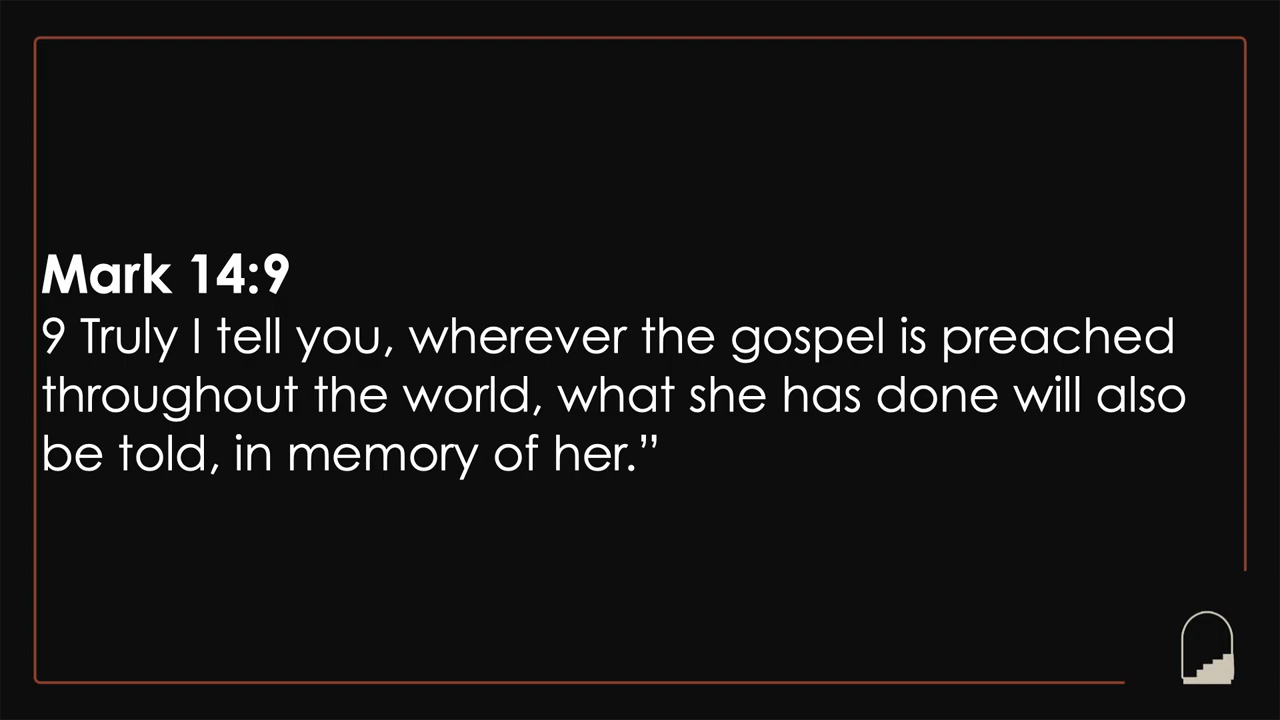 Mark 14:9
9 Truly I tell you, wherever the gospel is preached
throughout the world, what she has done will also
be told, in memory of her.”